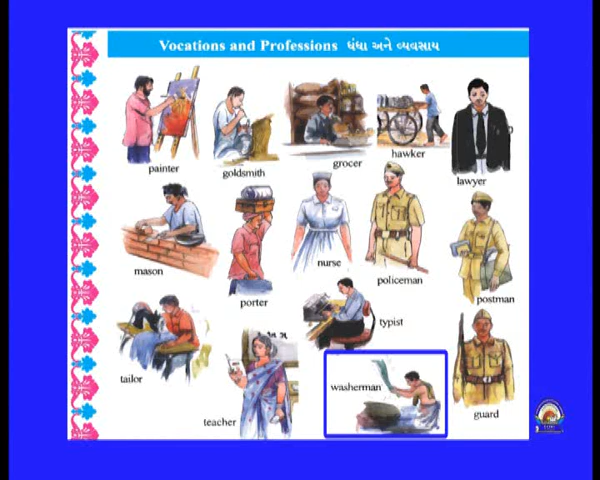 Vocations and Professions ધંધા અને વ્યવસાય
painter
goldsmith
grocer
hawker
lawyer
mason
porter
nurse
policeman
postman
tailor
typist
teacher
washerman
guard